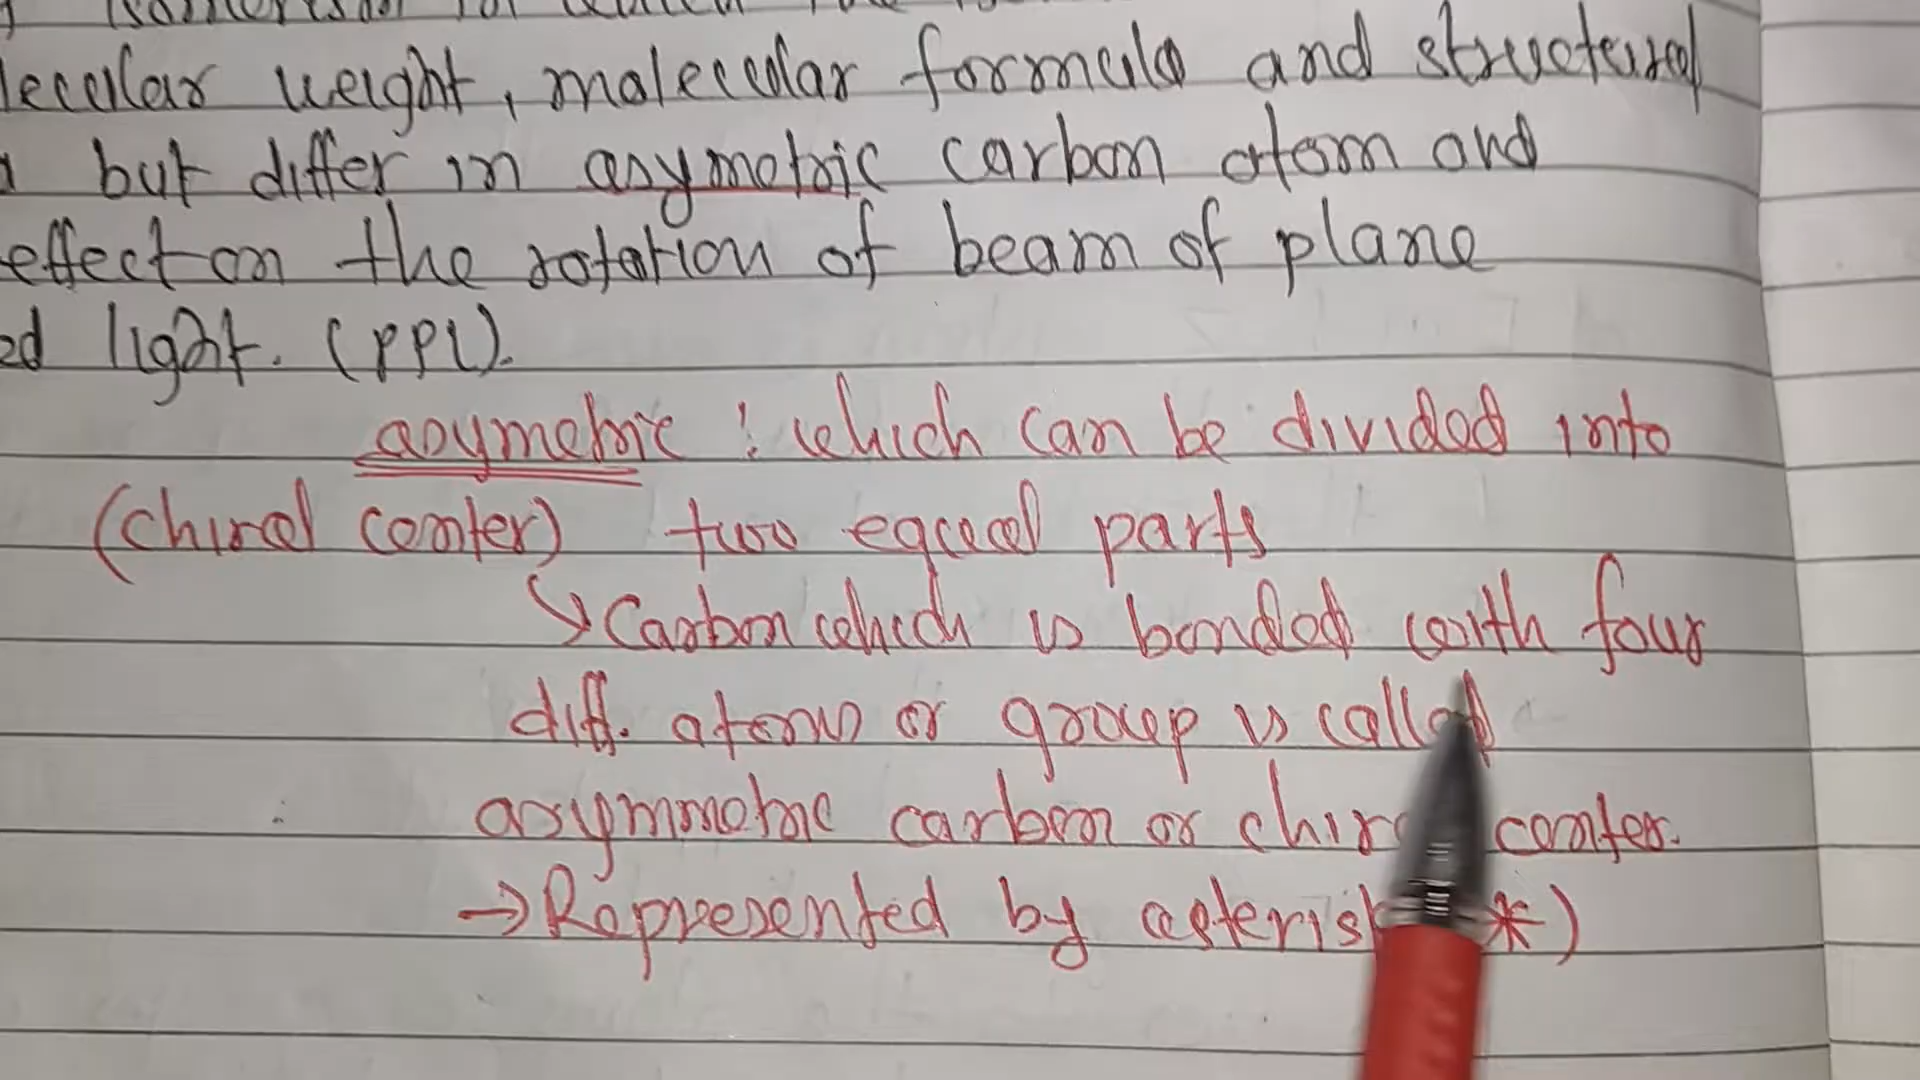 lecular weight, molecular formula and structural
but differ in asymetric carbon atom and
effect on the rotation of beam of plane
ed light. (PPL).
asymetric : which can be divided into
(chiral center) two equal parts
↘ Carbon which is bonded with four
diff. atoms or group is called
asymmetric carbon or chiral center.
→ Represented by asterisk (*)